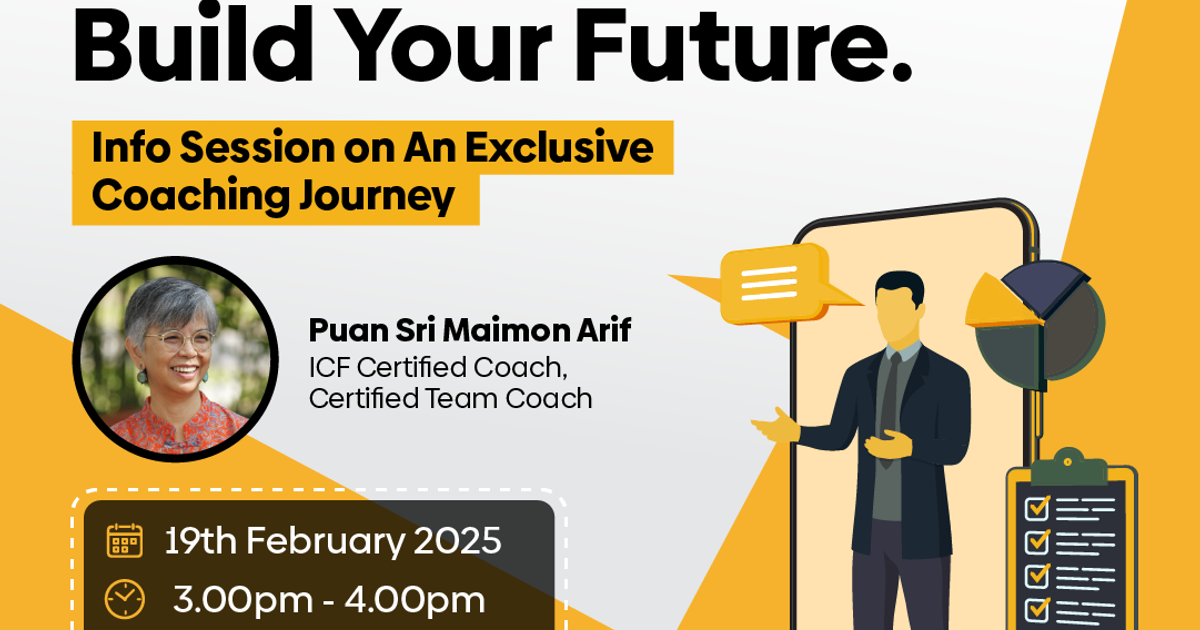 Build Your Future.
Info Session on An Exclusive
Coaching Journey
Puan Sri Maimon Arif
ICF Certified Coach,
Certified Team Coach
19th February 2025
3.00pm - 4.00pm